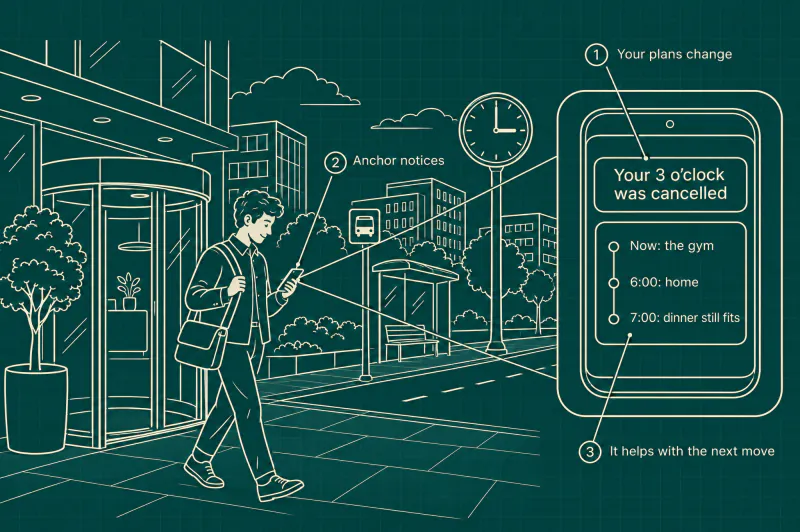 1 Your plans change
2 Anchor notices
Your 3 o’clock
was cancelled
Now: the gym
6:00: home
7:00: dinner still fits
3 It helps with the next move